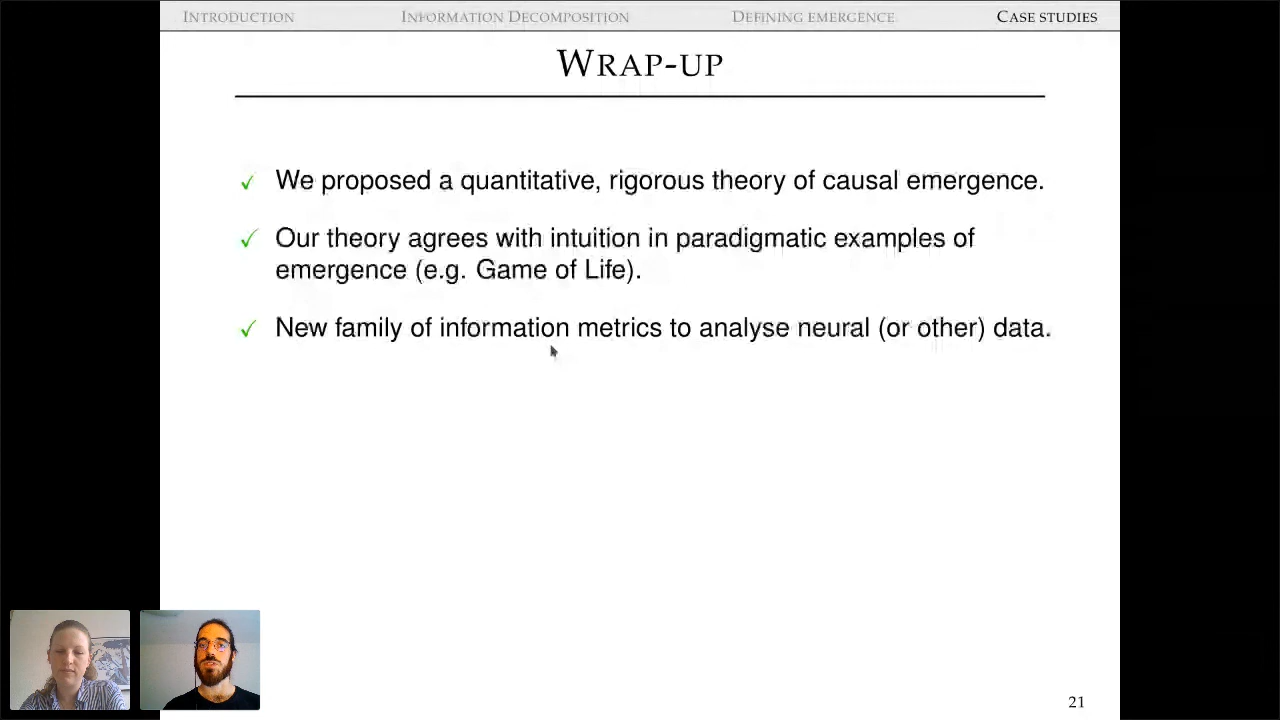 INTRODUCTION INFORMATION DECOMPOSITION DEFINING EMERGENCE CASE STUDIES
WRAP-UP
✓ We proposed a quantitative, rigorous theory of causal emergence.
✓ Our theory agrees with intuition in paradigmatic examples of
emergence (e.g. Game of Life).
✓ New family of information metrics to analyse neural (or other) data.
21